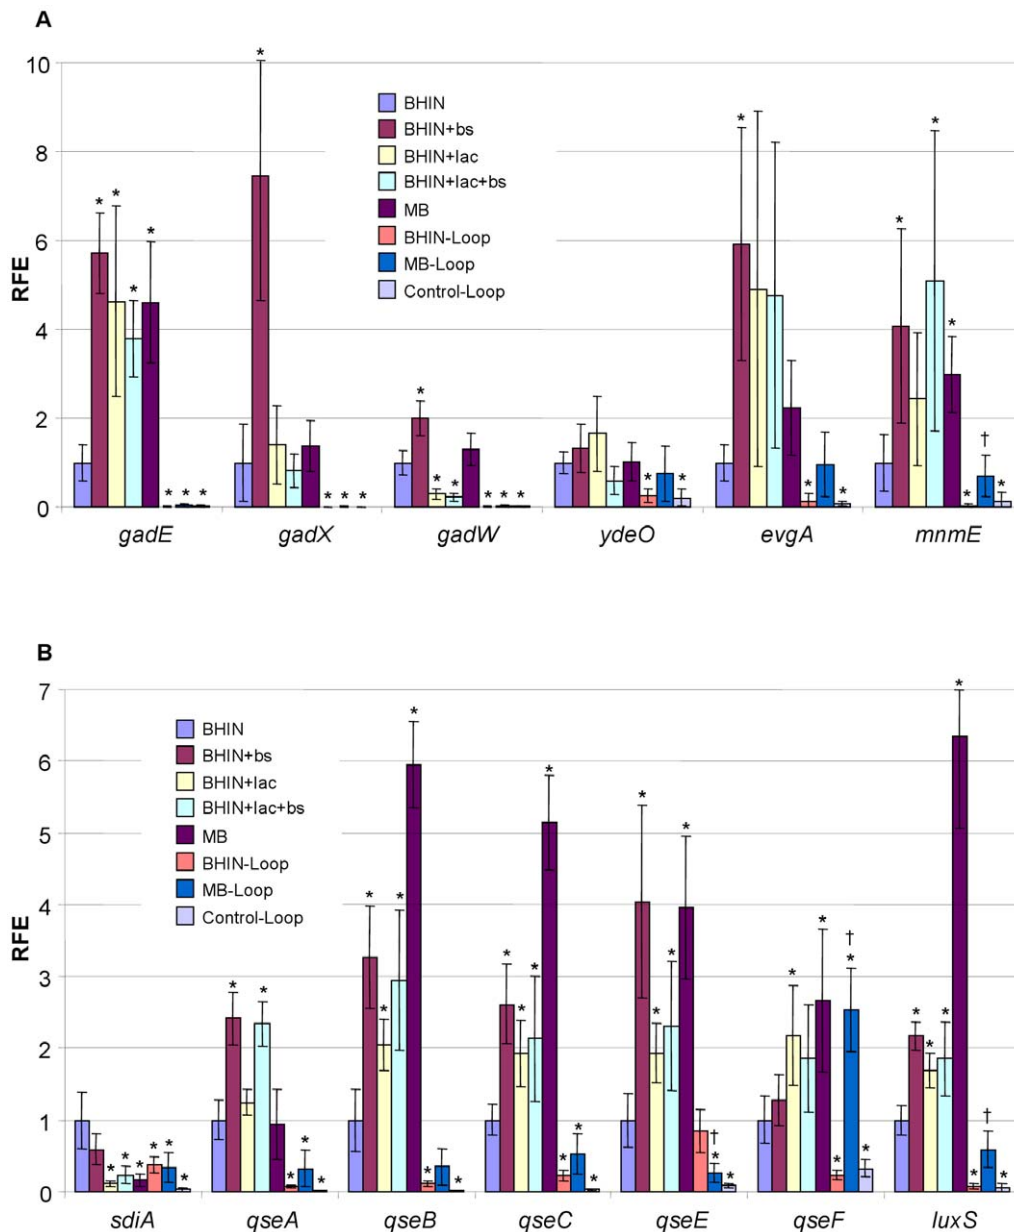 A
10
8
6
4
2
0
RFE
BHIN
BHIN+bs
BHIN+lac
BHIN+lac+bs
MB
BHIN-Loop
MB-Loop
Control-Loop
* * * * * * * *
* * * *
* * * * * *
* *
* * *
* * * * † *
gadE gadX gadW ydeO evgA mnmE
B
7
6
5
4
3
2
1
0
RFE
BHIN
BHIN+bs
BHIN+lac
BHIN+lac+bs
MB
BHIN-Loop
MB-Loop
Control-Loop
* * * * * *
* * * * *
* * * * * *
* * * * * * *
* * * * † * *
* * * † * *
* * * * * † *
sdiA qseA qseB qseC qseE qseF luxS